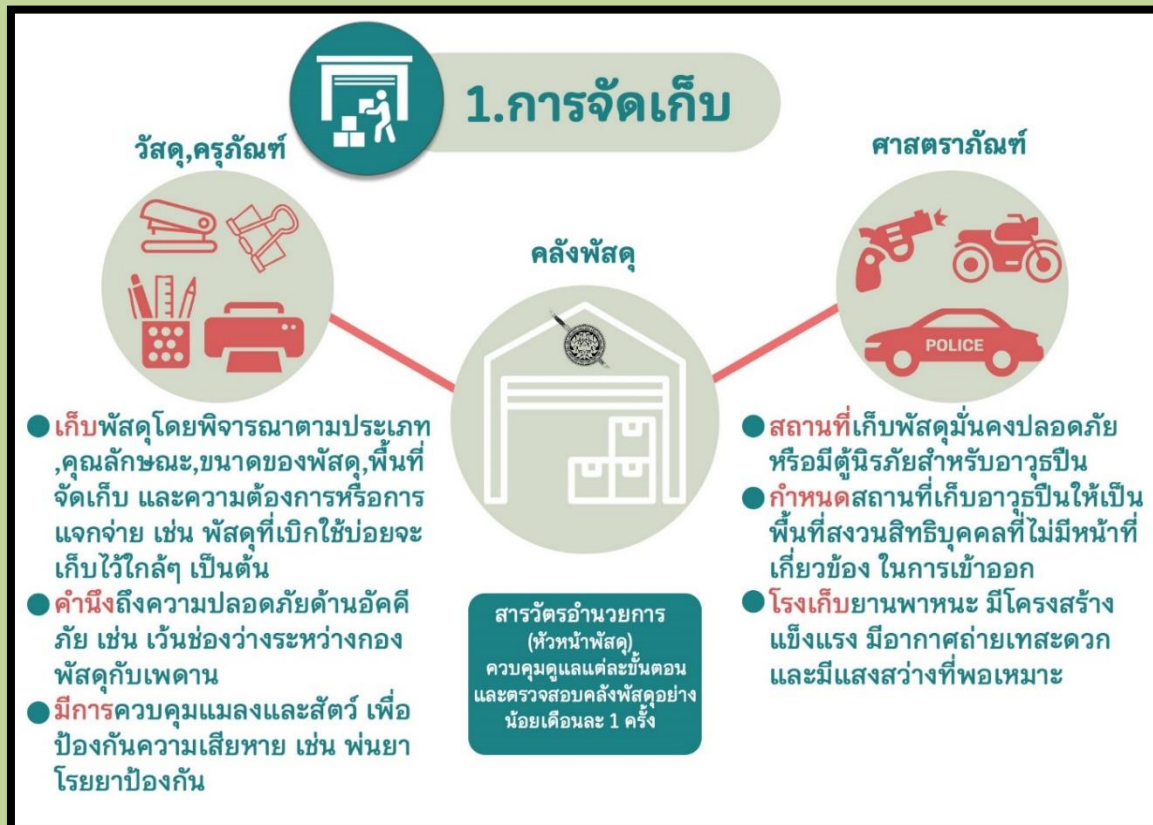 1.การจัดเก็บ
วัสดุ,ครุภัณฑ์
เก็บพัสดุโดยพิจารณาตามประเภท
,คุณลักษณะ,ขนาดของพัสดุ,พื้นที่
จัดเก็บ และความต้องการหรือการ
แจกจ่าย เช่น พัสดุที่เบิกใช้บ่อยจะ
เก็บไว้ใกล้ๆ เป็นต้น
คำนึงถึงความปลอดภัยด้านอัคคี
ภัย เช่น เว้นช่องว่างระหว่างกอง
พัสดุกับเพดาน
มีการควบคุมแมลงและสัตว์ เพื่อ
ป้องกันความเสียหาย เช่น พ่นยา
โรยยาป้องกัน
คลังพัสดุ
สารวัตรอำนวยการ
(หัวหน้าพัสดุ)
ควบคุมดูแลแต่ละขั้นตอน
และตรวจสอบคลังพัสดุอย่าง
น้อยเดือนละ 1 ครั้ง
ศาสตราภัณฑ์
POLICE
สถานที่เก็บพัสดุมั่นคงปลอดภัย
หรือมีตู้นิรภัยสำหรับอาวุธปืน
กำหนดสถานที่เก็บอาวุธปืนให้เป็น
พื้นที่สงวนสิทธิบุคคลที่ไม่มีหน้าที่
เกี่ยวข้อง ในการเข้าออก
โรงเก็บยานพาหนะ มีโครงสร้าง
แข็งแรง มีอากาศถ่ายเทสะดวก
และมีแสงสว่างที่พอเหมาะ